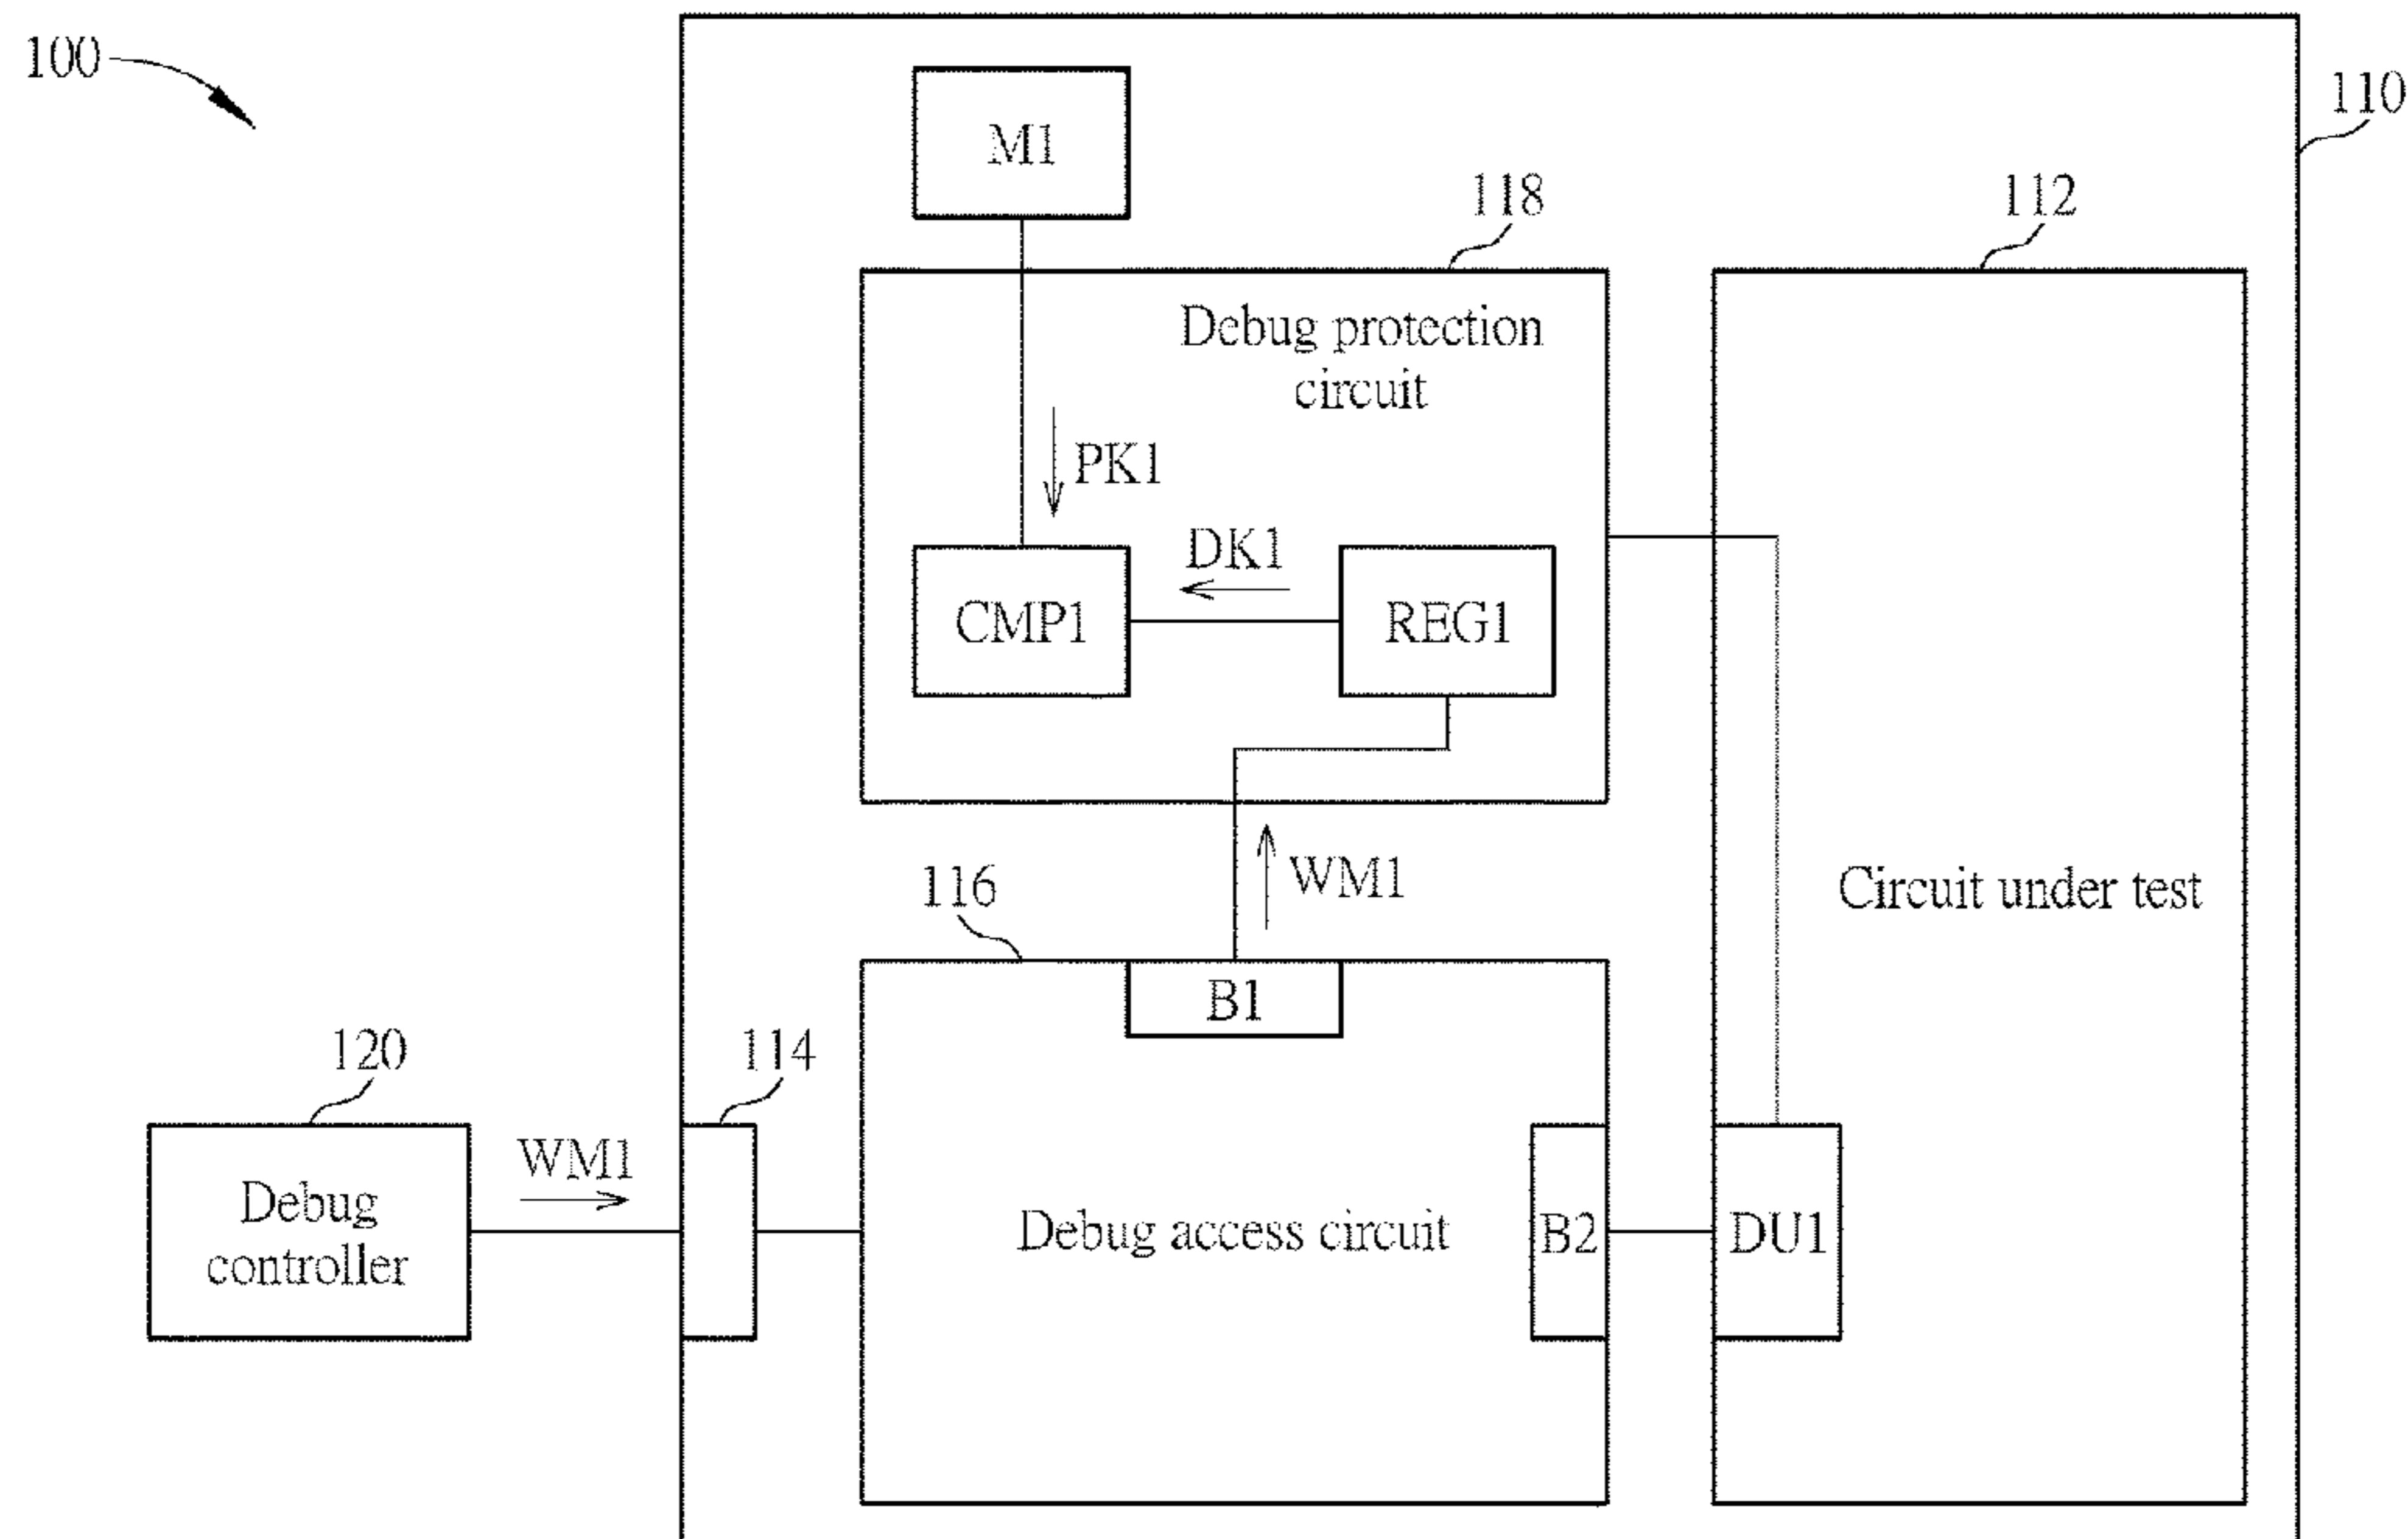 100
110
M1
118
112
Debug protection
circuit
PK1
DK1
CMP1
REG1
WM1
116
Circuit under test
B1
120
114
WM1
Debug
controller
Debug access circuit
B2
DU1